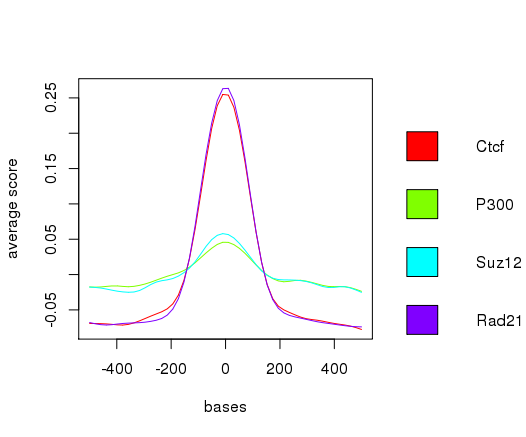 average score
0.25
0.15
0.05
-0.05
-400 -200 0 200 400
bases
Ctcf
P300
Suz12
Rad21